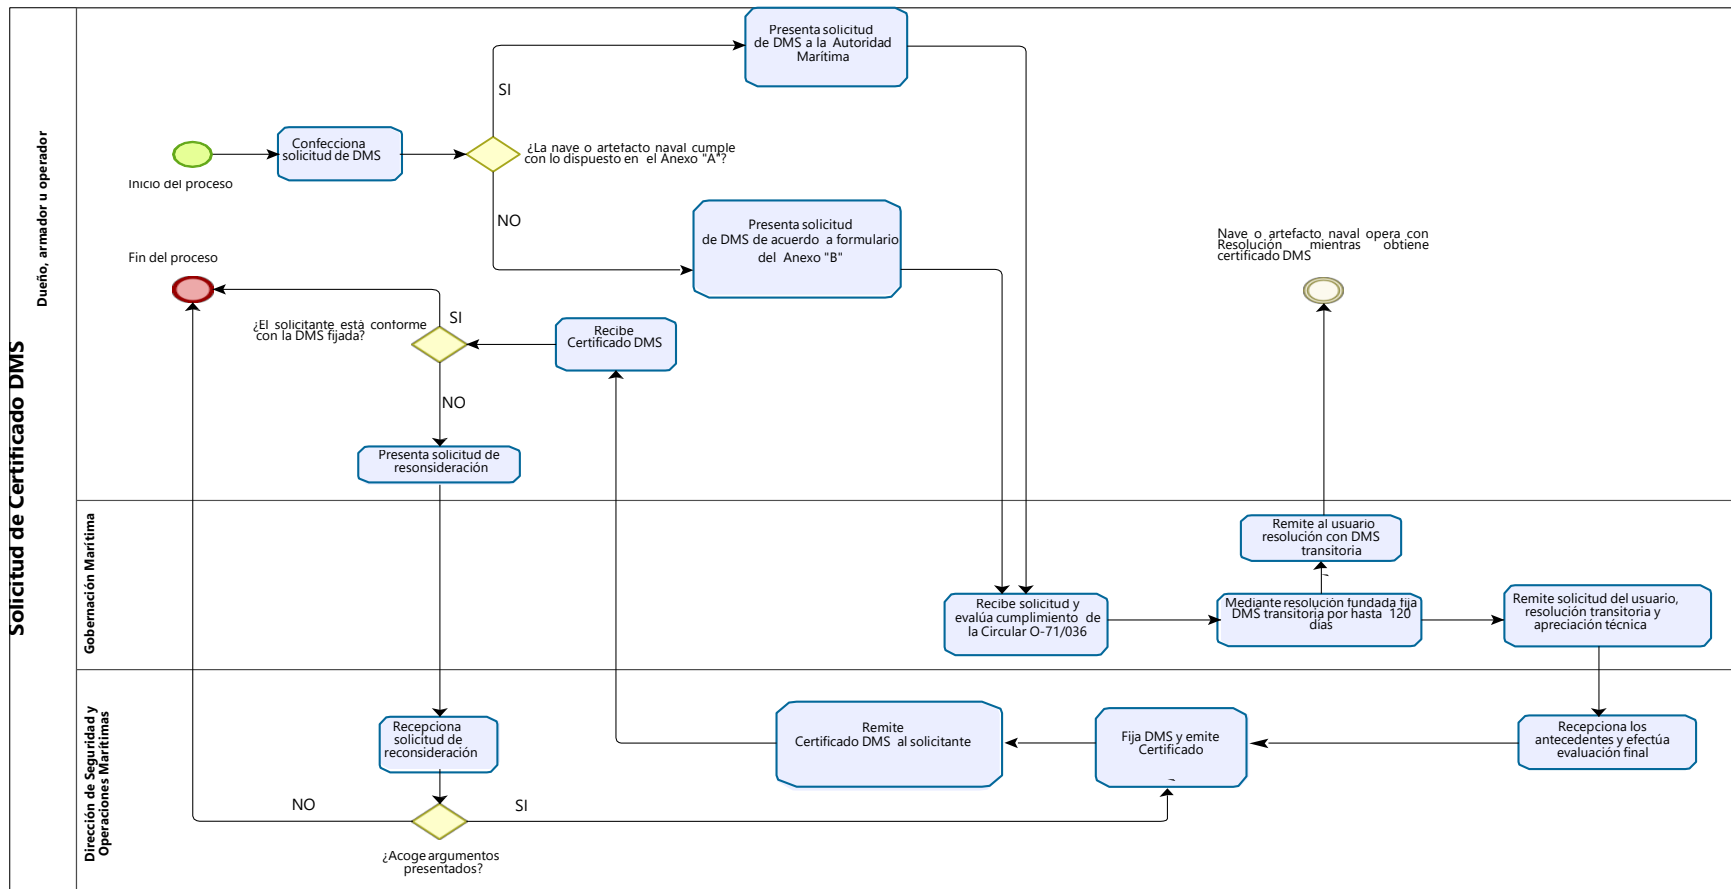 Solicitud de Certificado DMS
Dueño, armador u operador
Inicio del proceso
Confecciona
solicitud de DMS
¿La nave o artefacto naval cumple
con lo dispuesto en el Anexo "A"?
SI
Presenta solicitud
de DMS a la Autoridad
Marítima
NO
Presenta solicitud
de DMS de acuerdo a formulario
del Anexo "B"
Nave o artefacto naval opera con
Resolución mientras obtiene
certificado DMS
Fin del proceso
¿El solicitante está conforme
con la DMS fijada?
SI
Recibe
Certificado DMS
NO
Presenta solicitud de
resonsideración
Gobernación Marítima
Remite al usuario
resolución con DMS
transitoria
Recibe solicitud y
evalúa cumplimiento de
la Circular O-71/036
Mediante resolución fundada fija
DMS transitoria por hasta 120
días
Remite solicitud del usuario,
resolución transitoria y
apreciación técnica
Dirección de Seguridad y
Operaciones Marítimas
Recepciona
solicitud de
reconsideración
Remite
Certificado DMS al solicitante
Fija DMS y emite
Certificado
Recepciona los
antecedentes y efectúa
evaluación final
NO
SI
¿Acoge argumentos
presentados?